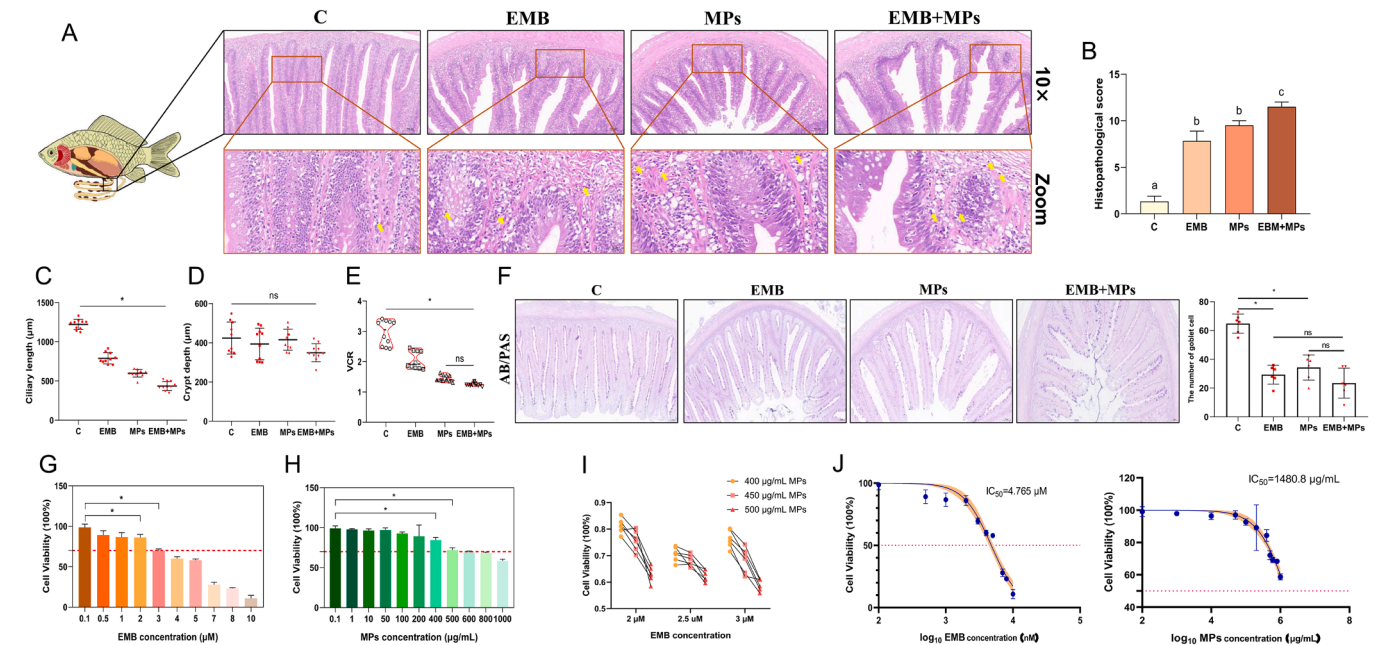 A
C
EMB
MPs
EMB+MPs
10×
Zoom
B
Histopathological score
15
10
5
0
a
b
b
c
C
EMB
MPs
EBM+MPs
C
Ciliary length (μm)
1500
1000
500
0
*
C
EMB
MPs
EMB+MPs
D
Crypt depth (μm)
600
400
200
0
ns
C
EMB
MPs
EMB+MPs
E
VCR
4
3
2
1
0
*
ns
C
EMB
MPs
EMB+MPs
F
AB/PAS
C
EMB
MPs
EMB+MPs
The number of goblet cell
80
60
40
20
0
*
*
ns
ns
C
EMB
MPs
EMB+MPs
G
Cell Viability (100%)
150
100
50
0
*
*
0.1 0.5 1 2 3 4 5 7 8 10
EMB concentration (μM)
H
Cell Viability (100%)
150
100
50
0
*
*
0.1 1 10 50 100 200 400 500 600 800 1000
MPs concentration (μg/mL)
I
400 μg/mL MPs
450 μg/mL MPs
500 μg/mL MPs
Cell Viability (100%)
0.9
0.8
0.7
0.6
0.5
2 μM 2.5 uM 3 μM
EMB concentration
J
Cell Viability (100%)
100
90
80
70
60
50
40
30
20
10
0
IC50=4.765 μM
2 3 4 5
log10 EMB concentration (nM)
Cell Viability (100%)
120
100
80
60
40
IC50=1480.8 μg/mL
2 4 6 8
log10 MPs concentration (μg/mL)